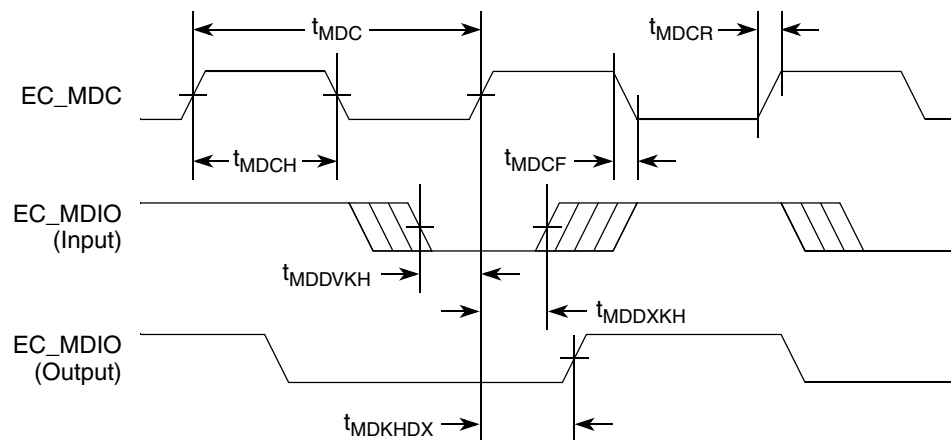 tMDC
tMDCR
EC_MDC
tMDCH
tMDCF
EC_MDIO
(Input)
tMDDVKH
tMDDXKH
EC_MDIO
(Output)
tMDKHDX